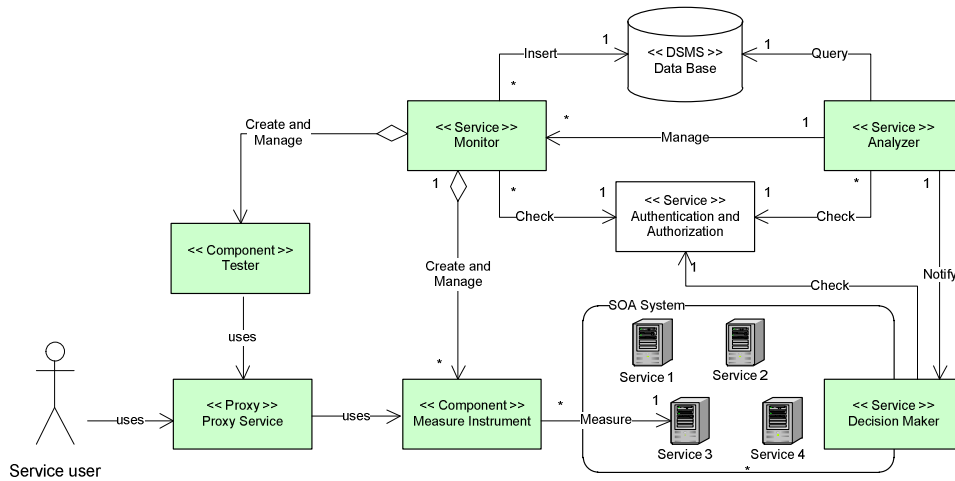 1
<< DSMS >>
Data Base
1
Insert
Query
*
<< Service >>
Monitor
*
Manage
1
<< Service >>
Analyzer
Create and
Manage
1
*
Check
1
<< Service >>
Authentication and
Authorization
1
Check
*
1
<< Component >>
Tester
Create and
Manage
1
Check
Notify
uses
SOA System
Service 1
Service 2
*
<< Proxy >>
Proxy Service
uses
uses
<< Component >>
Measure Instrument
*
Measure
1
Service 3
Service 4
*
<< Service >>
Decision Maker
Service user